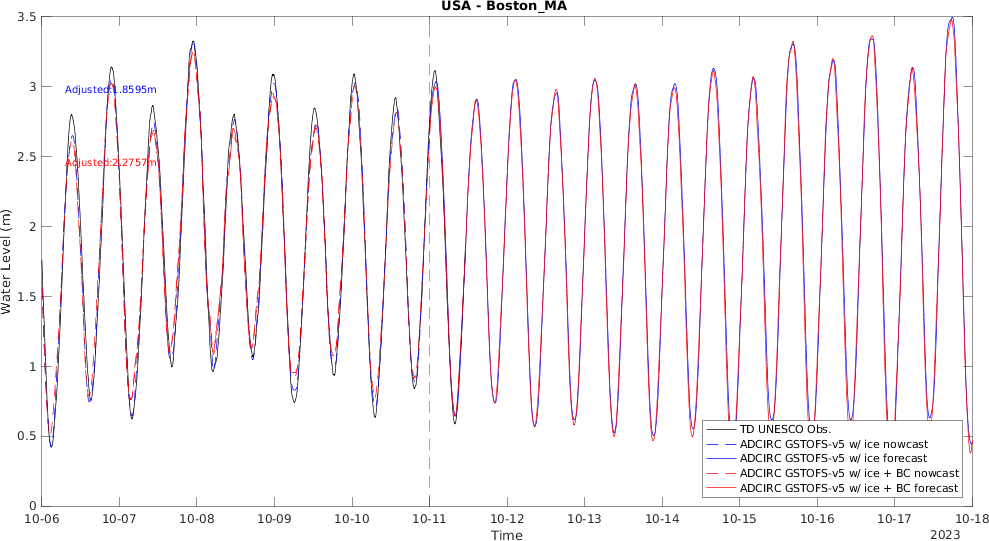 USA - Boston_MA
3.5
3
2.5
2
1.5
1
0.5
0
Water Level (m)
Adjusted:1.8595m
Adjusted:2.2757m
TD UNESCO Obs.
ADCIRC GSTOFS-v5 w/ ice nowcast
ADCIRC GSTOFS-v5 w/ ice forecast
ADCIRC GSTOFS-v5 w/ ice + BC nowcast
ADCIRC GSTOFS-v5 w/ ice + BC forecast
10-06 10-07 10-08 10-09 10-10 10-11 10-12 10-13 10-14 10-15 10-16 10-17 10-18
Time
2023